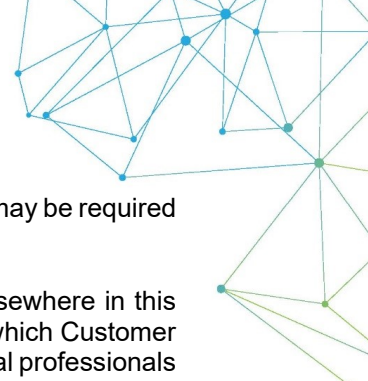 may be required
sewhere in this
which Customer
al professionals